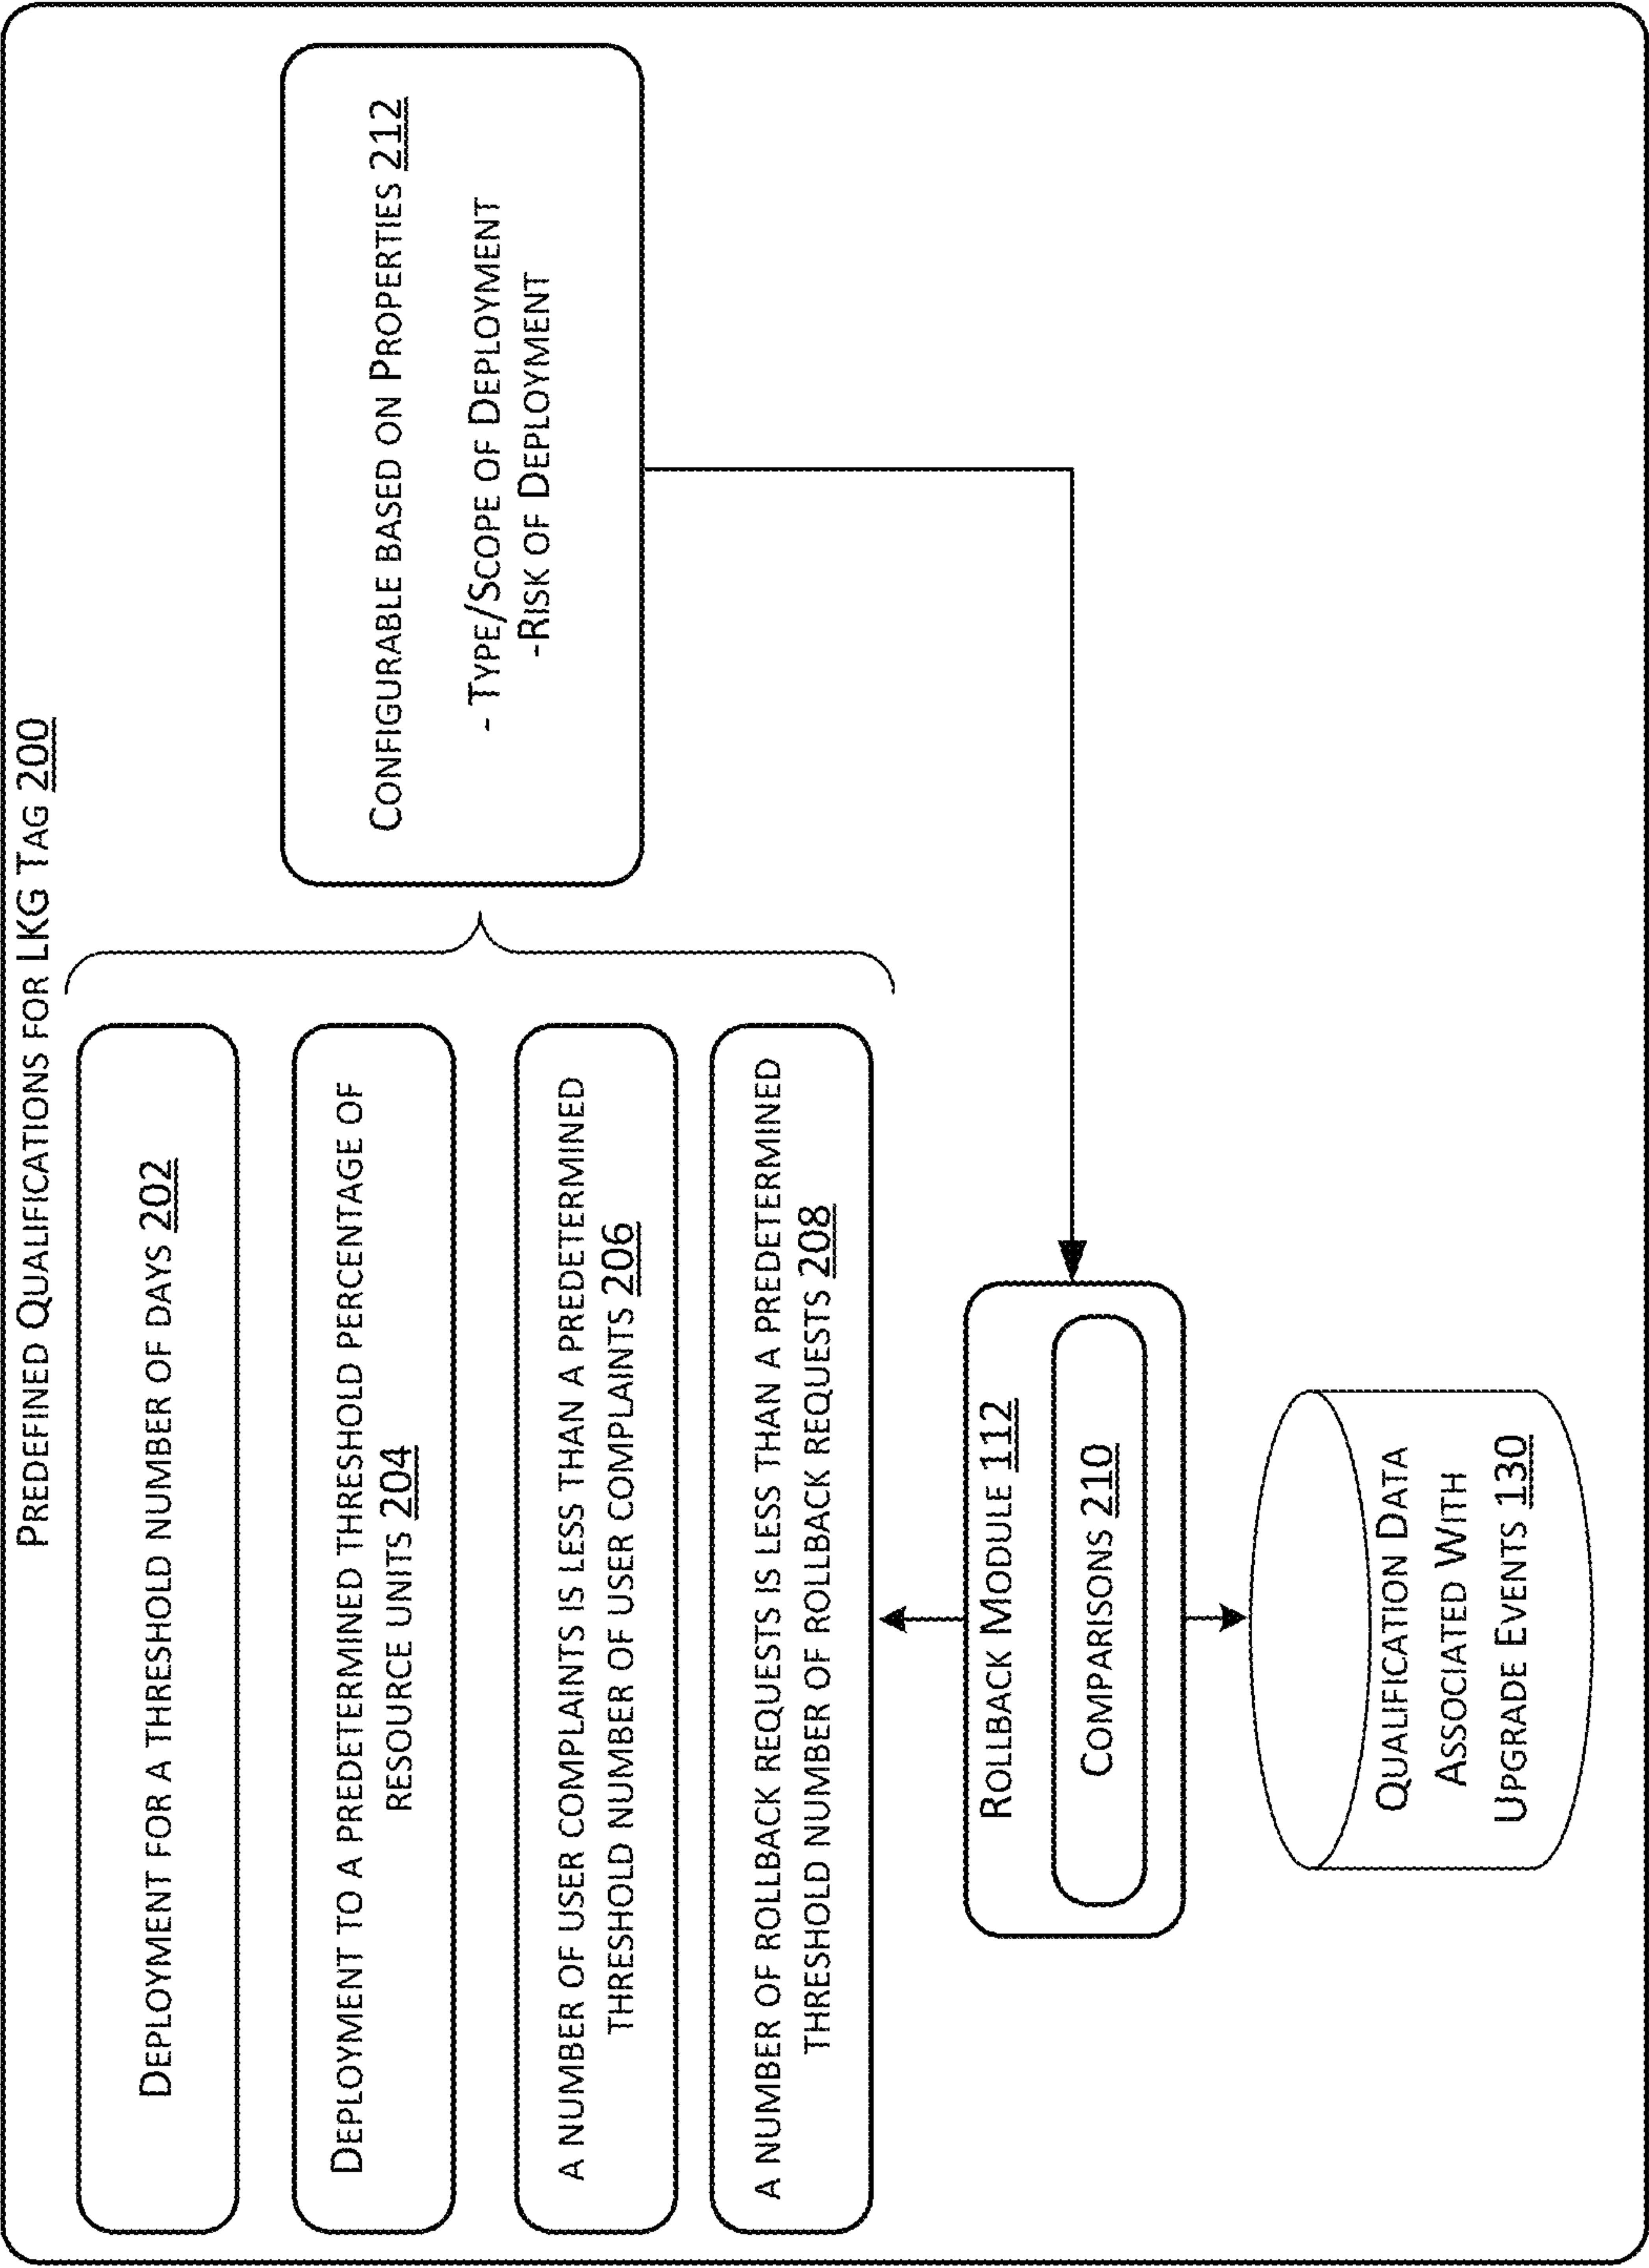 PREDEFINED QUALIFICATIONS FOR LKG TAG 200
DEPLOYMENT FOR A THRESHOLD NUMBER OF DAYS 202
DEPLOYMENT TO A PREDETERMINED THRESHOLD PERCENTAGE OF
RESOURCE UNITS 204
A NUMBER OF USER COMPLAINTS IS LESS THAN A PREDETERMINED
THRESHOLD NUMBER OF USER COMPLAINTS 206
A NUMBER OF ROLLBACK REQUESTS IS LESS THAN A PREDETERMINED
THRESHOLD NUMBER OF ROLLBACK REQUESTS 208
CONFIGURABLE BASED ON PROPERTIES 212
- TYPE/SCOPE OF DEPLOYMENT
-RISK OF DEPLOYMENT
ROLLBACK MODULE 112
COMPARISONS 210
QUALIFICATION DATA
ASSOCIATED WITH
UPGRADE EVENTS 130